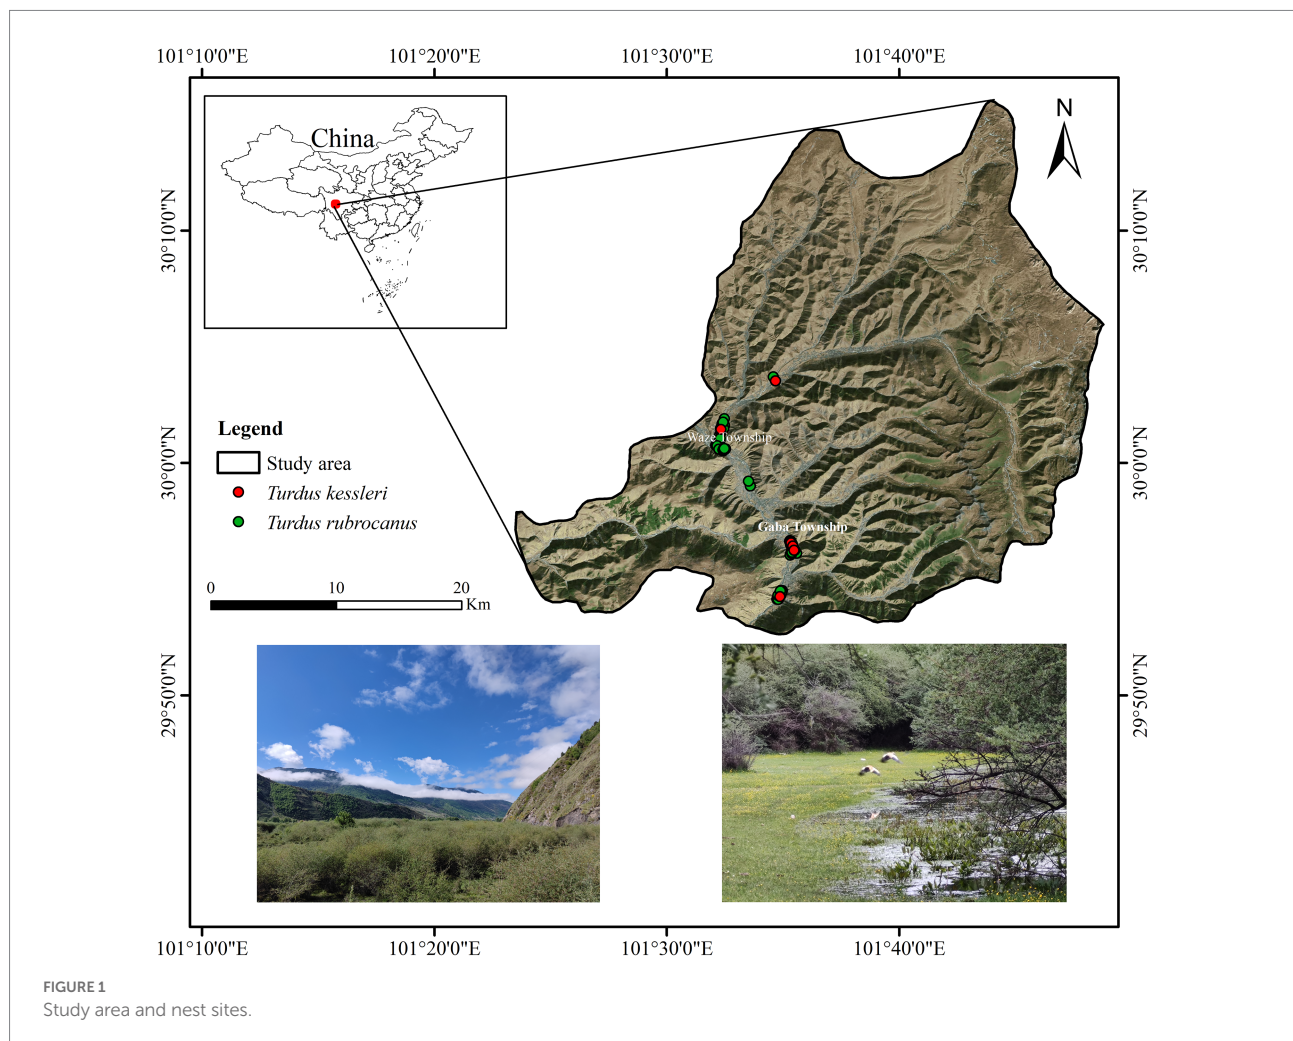 101°10'0"E 101°20'0"E 101°30'0"E 101°40'0"E
China
N
30°10'0"N 30°10'0"N
Waze Township
Legend
Study area
Turdus kessleri
Turdus rubrocanus
30°0'0"N 30°0'0"N
Gaba Township
0 10 20
Km
29°50'0"N 29°50'0"N
101°10'0"E 101°20'0"E 101°30'0"E 101°40'0"E
FIGURE 1
Study area and nest sites.